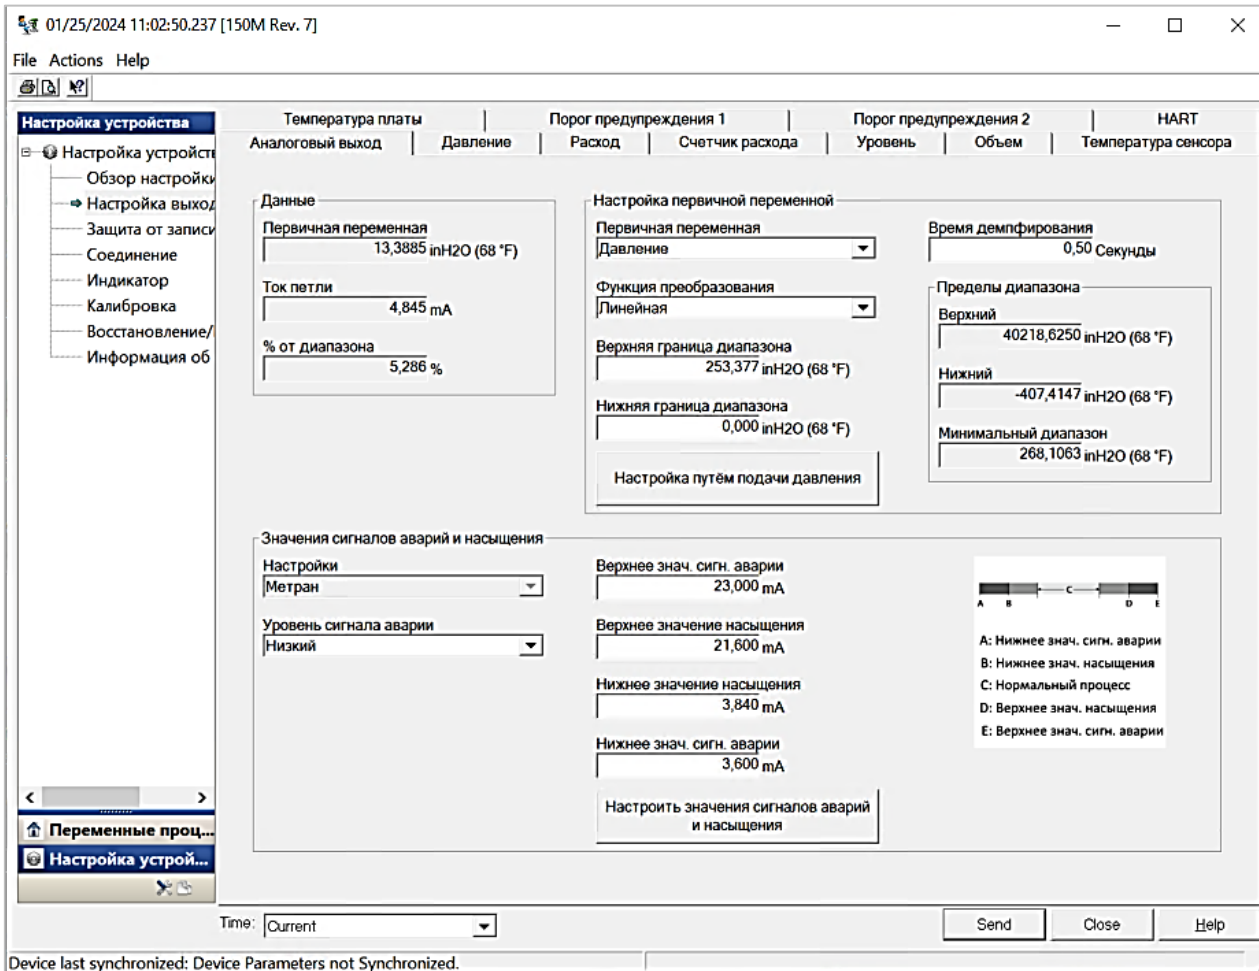 01/25/2024 11:02:50.237 [150M Rev. 7]
File Actions Help
Настройка устройства
Настройка устройств
Обзор настройки
Настройка выход
Защита от записи
Соединение
Индикатор
Калибровка
Восстановление/
Информация об
Переменные проц...
Настройка устрой...
Температура платы Порог предупреждения 1 Порог предупреждения 2 HART
Аналоговый выход Давление Расход Счетчик расхода Уровень Объем Температура сенсора
Данные
Первичная переменная
13,3885 inH2O (68 °F)
Ток петли
4,845 mA
% от диапазона
5,286 %
Настройка первичной переменной
Первичная переменная
Давление
Функция преобразования
Линейная
Верхняя граница диапазона
253,377 inH2O (68 °F)
Нижняя граница диапазона
0,000 inH2O (68 °F)
Настройка путём подачи давления
Время демпфирования
0,50 Секунды
Пределы диапазона
Верхний
40218,6250 inH2O (68 °F)
Нижний
-407,4147 inH2O (68 °F)
Минимальный диапазон
268,1063 inH2O (68 °F)
Значения сигналов аварий и насыщения
Настройки
Метран
Уровень сигнала аварии
Низкий
Верхнее знач. сигн. аварии
23,000 mA
Верхнее значение насыщения
21,600 mA
Нижнее значение насыщения
3,840 mA
Нижнее знач. сигн. аварии
3,600 mA
Настроить значения сигналов аварий
и насыщения
C
A B D E
A: Нижнее знач. сигн. аварии
B: Нижнее знач. насыщения
C: Нормальный процесс
D: Верхнее знач. насыщения
E: Верхнее знач. сигн. аварии
Time: Current
Send Close Help
Device last synchronized: Device Parameters not Synchronized.